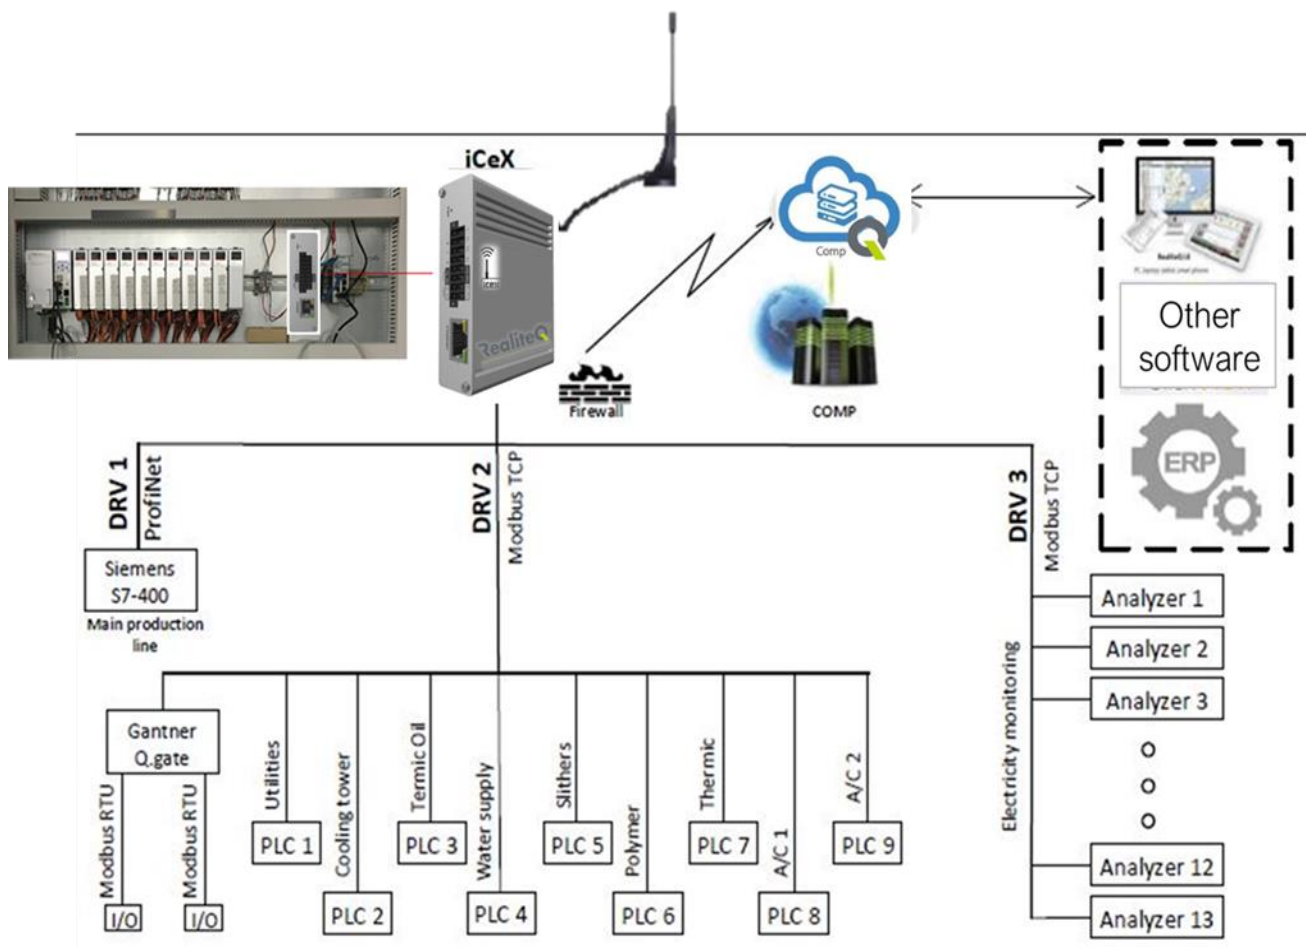 iCeX
RealiteQ
Firewall
Comp
COMP
Other
software
ERP
DRV 1
ProfiNet
DRV 2
Modbus TCP
DRV 3
Modbus TCP
Siemens
S7-400
Main production
line
Gantner
Q.gate
Modbus RTU
Modbus RTU
I/O
I/O
Utilities
PLC 1
Cooling tower
PLC 2
Termic Oil
PLC 3
Water supply
PLC 4
Slithers
PLC 5
Polymer
PLC 6
Thermic
PLC 7
A/C 1
PLC 8
A/C 2
PLC 9
Electricity monitoring
Analyzer 1
Analyzer 2
Analyzer 3
Analyzer 12
Analyzer 13